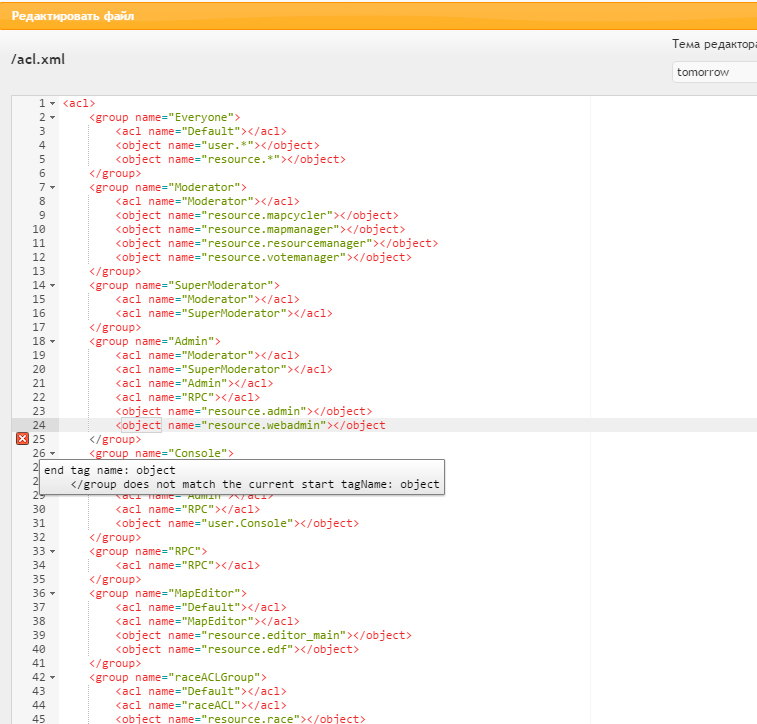 Редактировать файл
Тема редактора
/acl.xml
tomorrow
1 <acl>
2 <group name="Everyone">
3 <acl name="Default"></acl>
4 <object name="user.*"></object>
5 <object name="resource.*"></object>
6 </group>
7 <group name="Moderator">
8 <acl name="Moderator"></acl>
9 <object name="resource.mapcycler"></object>
10 <object name="resource.mapmanager"></object>
11 <object name="resource.resourcemanager"></object>
12 <object name="resource.votemanager"></object>
13 </group>
14 <group name="SuperModerator">
15 <acl name="Moderator"></acl>
16 <acl name="SuperModerator"></acl>
17 </group>
18 <group name="Admin">
19 <acl name="Moderator"></acl>
20 <acl name="SuperModerator"></acl>
21 <acl name="Admin"></acl>
22 <acl name="RPC"></acl>
23 <object name="resource.admin"></object>
24 <object name="resource.webadmin"></object
25 </group>
26 <group name="Console">
end tag name: object
</group does not match the current start tagName: object
29 <acl name="Admin"></acl>
30 <acl name="RPC"></acl>
31 <object name="user.Console"></object>
32 </group>
33 <group name="RPC">
34 <acl name="RPC"></acl>
35 </group>
36 <group name="MapEditor">
37 <acl name="Default"></acl>
38 <acl name="MapEditor"></acl>
39 <object name="resource.editor_main"></object>
40 <object name="resource.edf"></object>
41 </group>
42 <group name="raceACLGroup">
43 <acl name="Default"></acl>
44 <acl name="raceACL"></acl>
45 <object name="resource.race"></object>